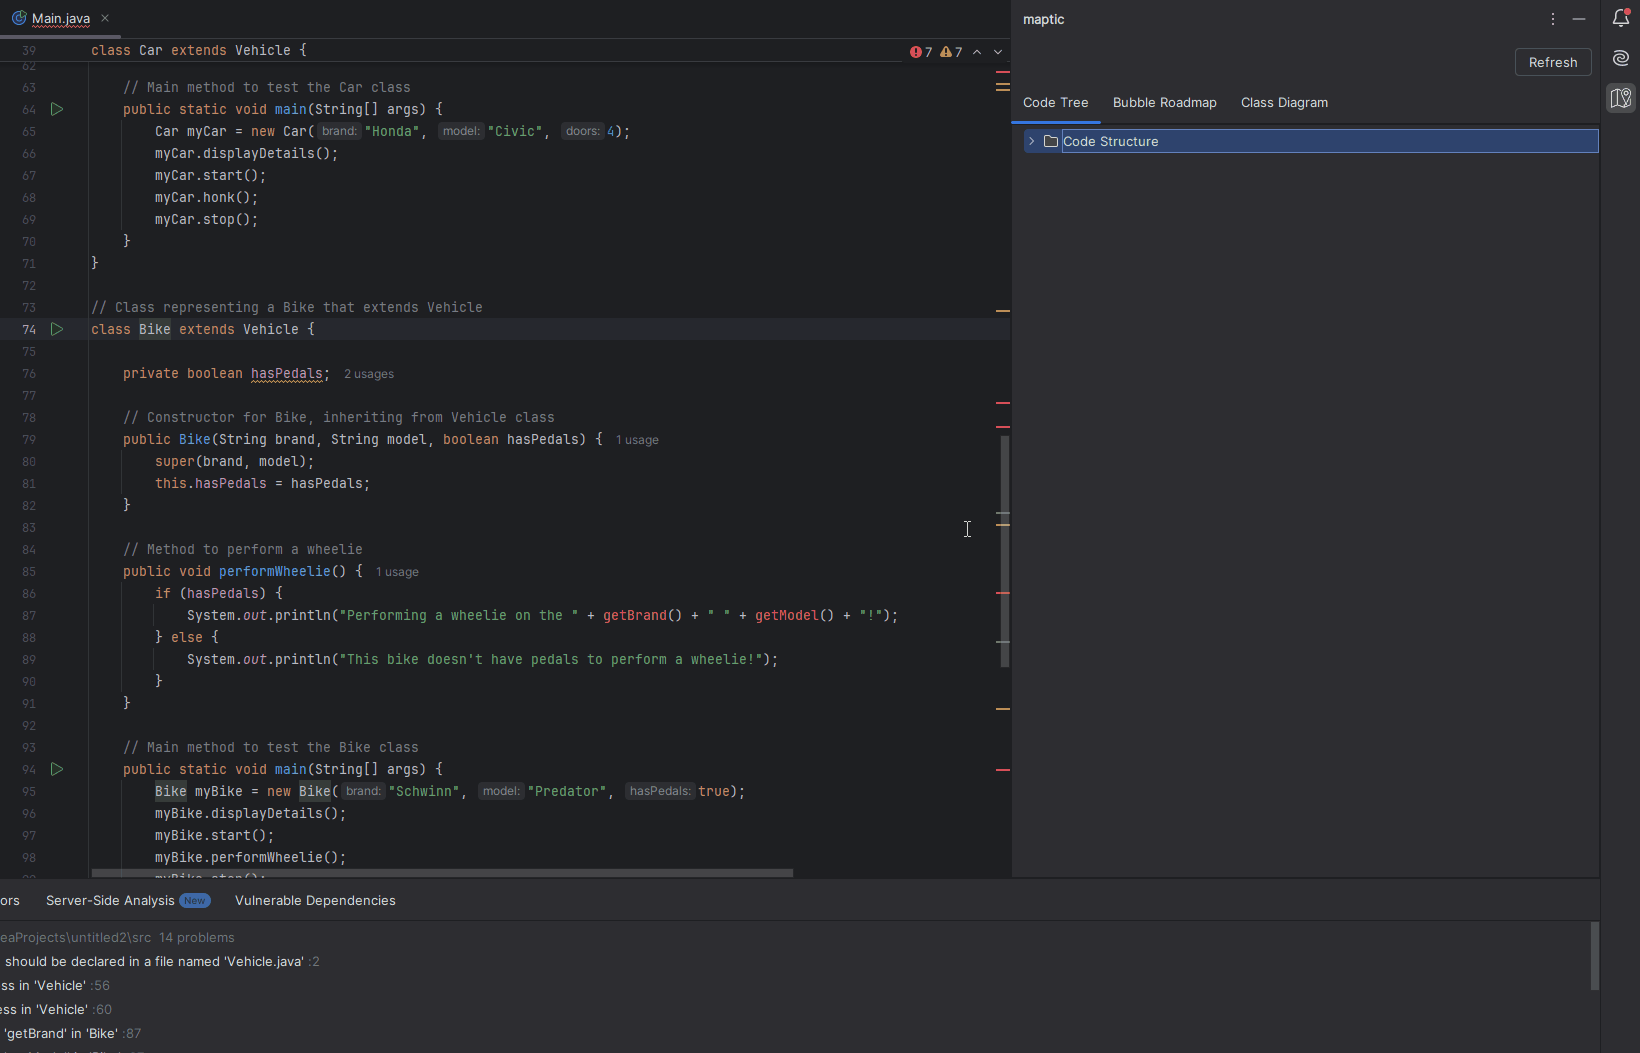 Main.java
39 class Car extends Vehicle { 7 7
62
63 // Main method to test the Car class
64 public static void main(String[] args) {
65 Car myCar = new Car( brand: "Honda", model: "Civic", doors: 4);
66 myCar.displayDetails();
67 myCar.start();
68 myCar.honk();
69 myCar.stop();
70 }
71 }
72
73 // Class representing a Bike that extends Vehicle
74 class Bike extends Vehicle {
75
76 private boolean hasPedals; 2 usages
77
78 // Constructor for Bike, inheriting from Vehicle class
79 public Bike(String brand, String model, boolean hasPedals) { 1 usage
80 super(brand, model);
81 this.hasPedals = hasPedals;
82 }
83
84 // Method to perform a wheelie
85 public void performWheelie() { 1 usage
86 if (hasPedals) {
87 System.out.println("Performing a wheelie on the " + getBrand() + " " + getModel() + "!");
88 } else {
89 System.out.println("This bike doesn't have pedals to perform a wheelie!");
90 }
91 }
92
93 // Main method to test the Bike class
94 public static void main(String[] args) {
95 Bike myBike = new Bike( brand: "Schwinn", model: "Predator", hasPedals: true);
96 myBike.displayDetails();
97 myBike.start();
98 myBike.performWheelie();
maptic
Refresh
Code Tree Bubble Roadmap Class Diagram
Code Structure
ors Server-Side Analysis New Vulnerable Dependencies
eaProjects\untitled2\src 14 problems
should be declared in a file named 'Vehicle.java' :2
ss in 'Vehicle' :56
ess in 'Vehicle' :60
'getBrand' in 'Bike' :87